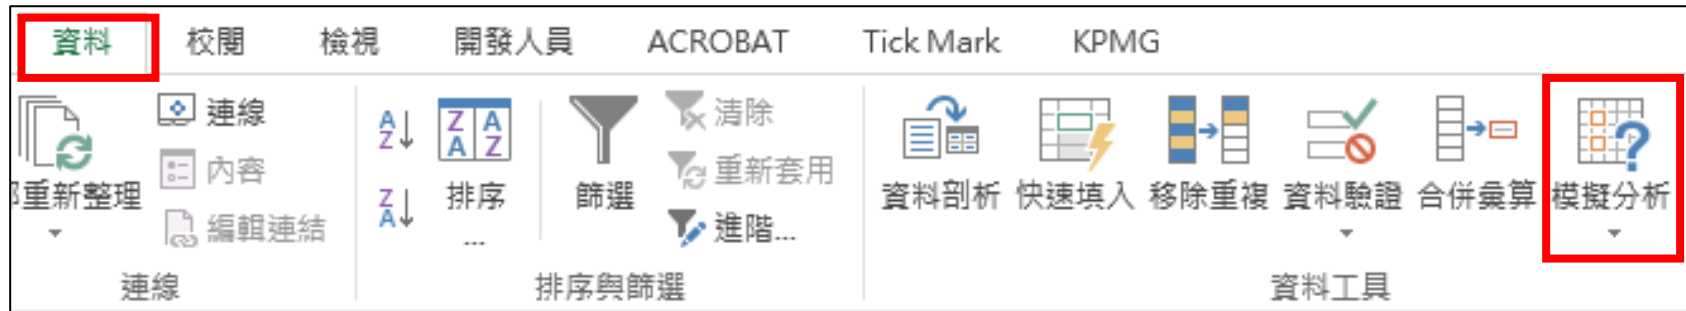 資料 校閱 檢視 開發人員 ACROBAT Tick Mark KPMG
連線
內容
編輯連結
重新整理
連線
排序
...
篩選
清除
重新套用
進階...
排序與篩選
資料剖析 快速填入 移除重複 資料驗證 合併彙算 模擬分析
資料工具